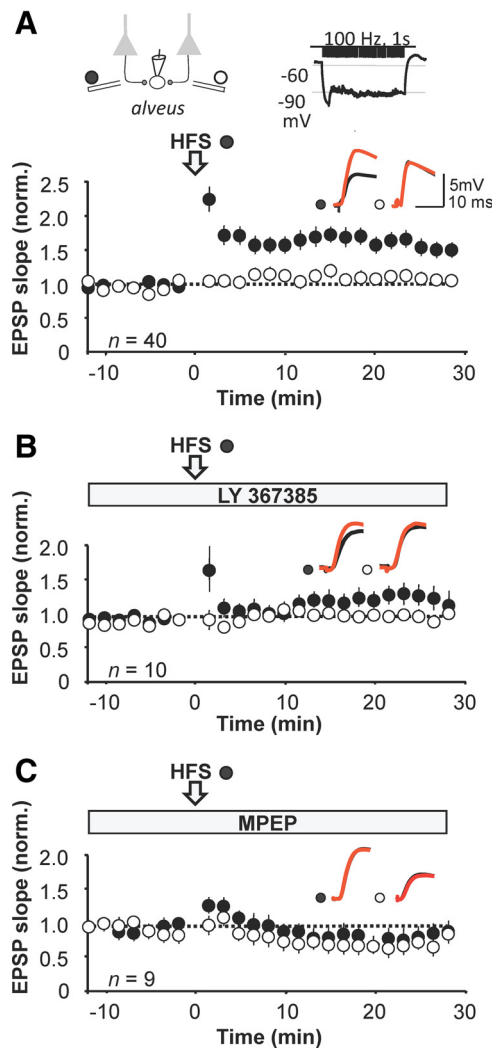 A
100 Hz, 1s
-60
-90
mV
alveus
HFS
5mV
10 ms
EPSP slope (norm.)
2.5
2.0
1.5
1.0
0.5
0
n = 40
-10 0 10 20 30
Time (min)
B
HFS
LY 367385
EPSP slope (norm.)
2.0
1.5
1.0
0.5
0
n = 10
-10 0 10 20 30
Time (min)
C
HFS
MPEP
EPSP slope (norm.)
2.0
1.5
1.0
0.5
0
n = 9
-10 0 10 20 30
Time (min)